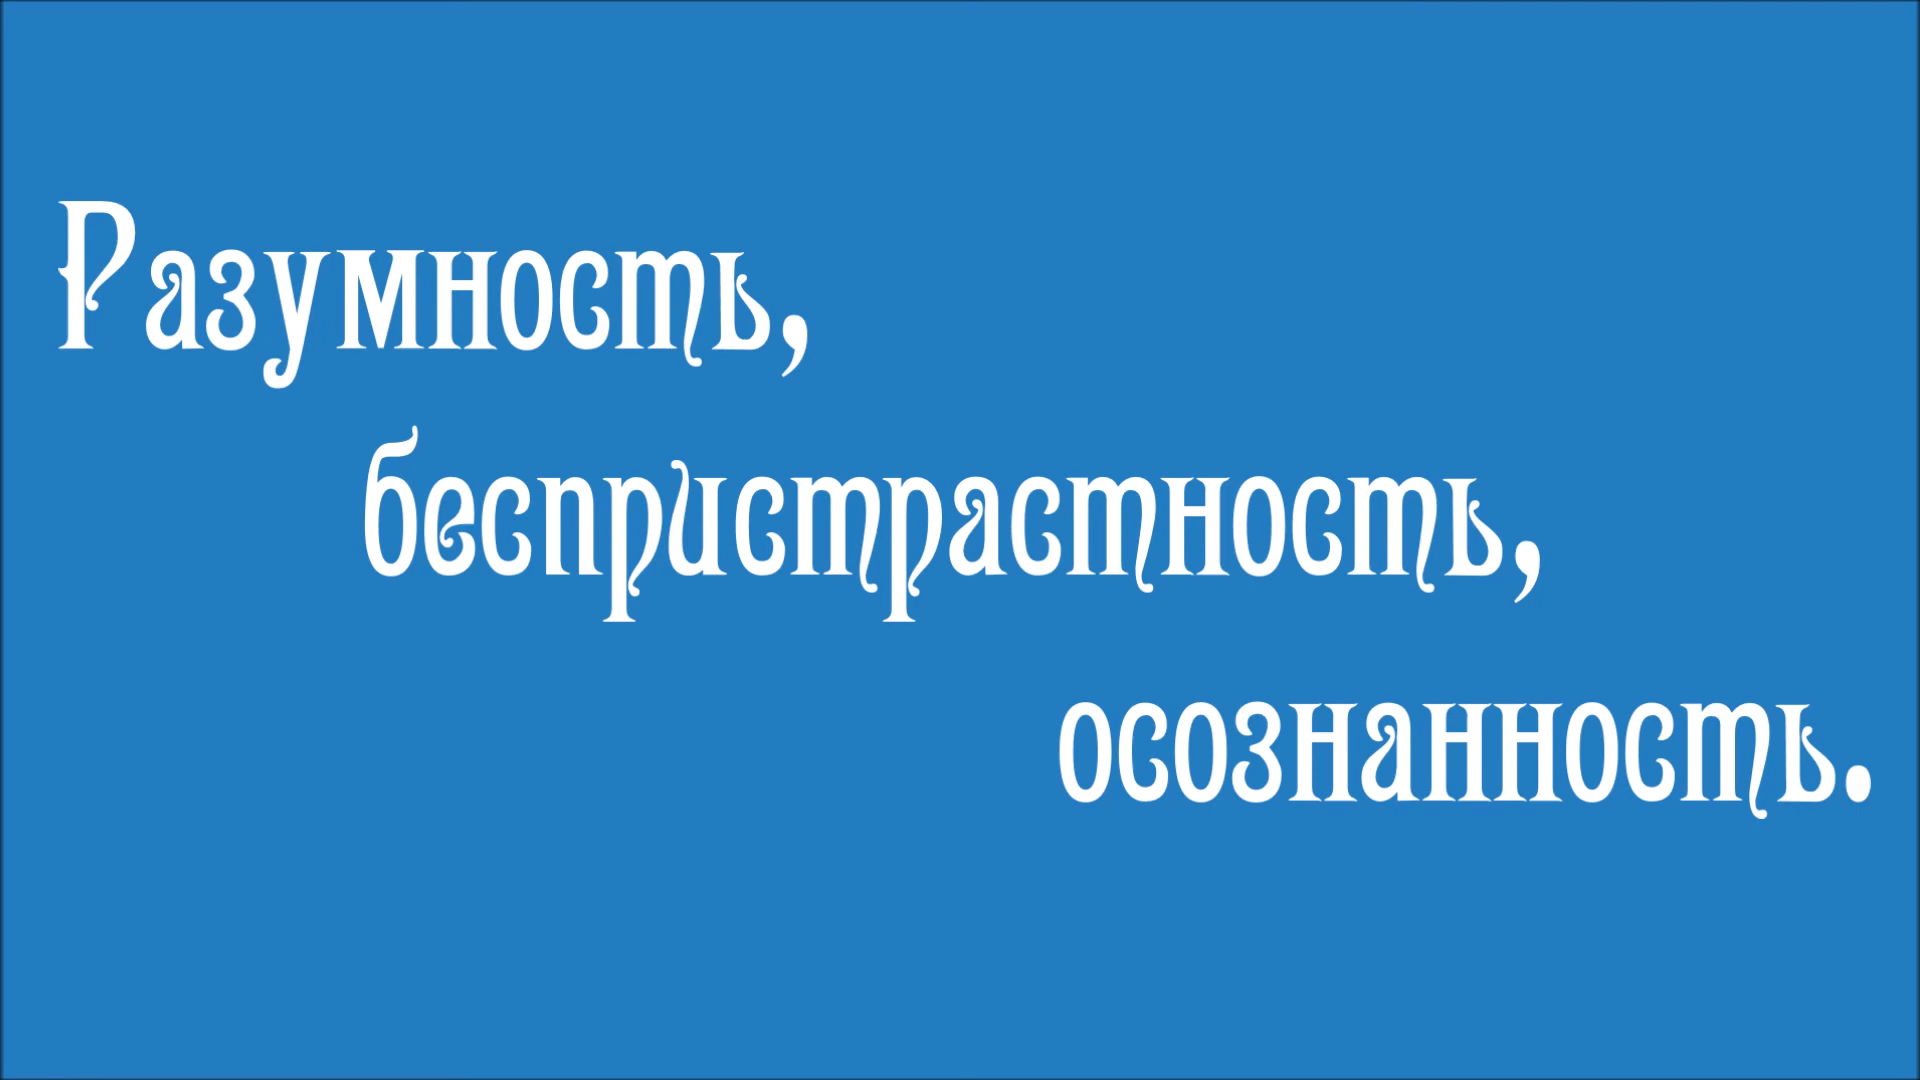 Разумность,
беспристрастность,
осознанность.